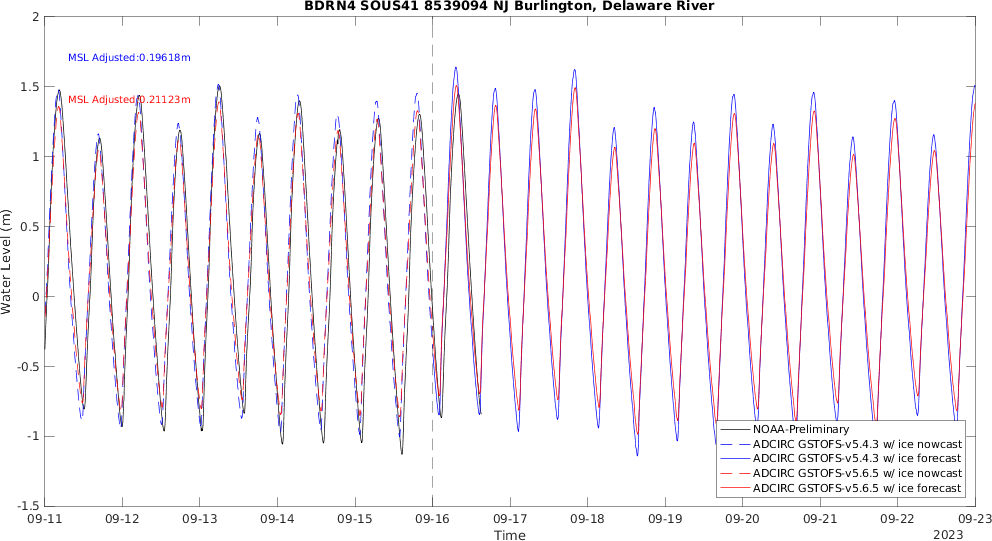 BDRN4 SOUS41 8539094 NJ Burlington, Delaware River
MSL Adjusted:0.19618m
MSL Adjusted:0.21123m
Water Level (m)
2
1.5
1
0.5
0
-0.5
-1
-1.5
NOAA-Preliminary
ADCIRC GSTOFS-v5.4.3 w/ ice nowcast
ADCIRC GSTOFS-v5.4.3 w/ ice forecast
ADCIRC GSTOFS-v5.6.5 w/ ice nowcast
ADCIRC GSTOFS-v5.6.5 w/ ice forecast
09-11 09-12 09-13 09-14 09-15 09-16 09-17 09-18 09-19 09-20 09-21 09-22 09-23
Time
2023